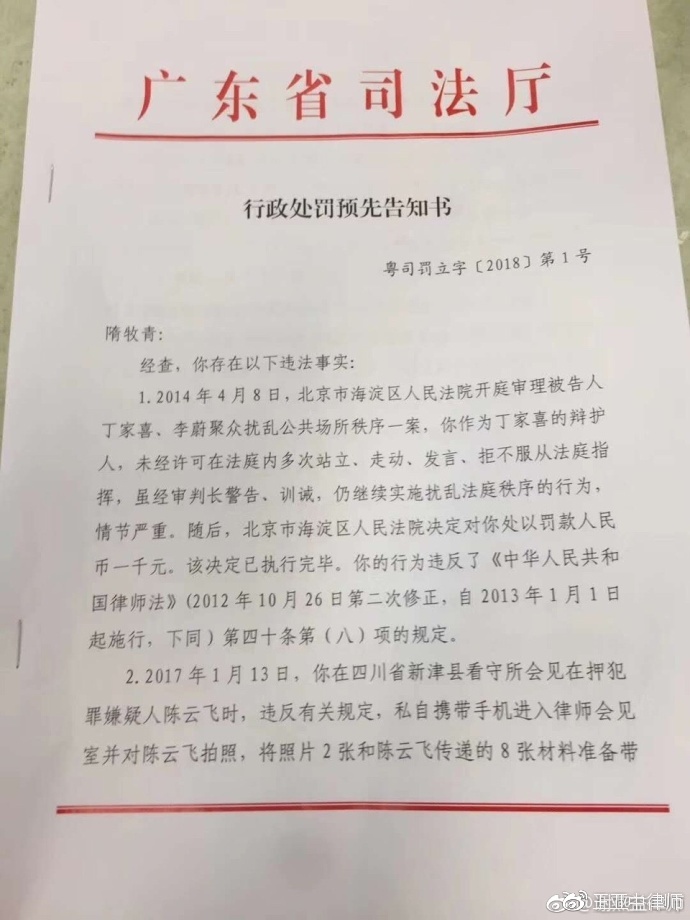 广东省司法厅
行政处罚预先告知书
粤司罚立字〔2018〕第1号
隋牧青:
经查,你存在以下违法事实:
1.2014年4月8日,北京市海淀区人民法院开庭审理被告人
丁家喜、李蔚聚众扰乱公共场所秩序一案,你作为丁家喜的辩护
人,未经许可在法庭内多次站立、走动、发言、拒不服从法庭指
挥,虽经审判长警告、训诫,仍继续实施扰乱法庭秩序的行为,
情节严重。随后,北京市海淀区人民法院决定对你处以罚款人民
币一千元。该决定已执行完毕。你的行为违反了《中华人民共和
国律师法》(2012年10月26日第二次修正,自2013年1月1日
起施行,下同)第四十条第(八)项的规定。
2.2017年1月13日,你在四川省新津县看守所会见在押犯
罪嫌疑人陈云飞时,违反有关规定,私自携带手机进入律师会见
室并对陈云飞拍照,将照片2张和陈云飞传递的8张材料准备带
律师